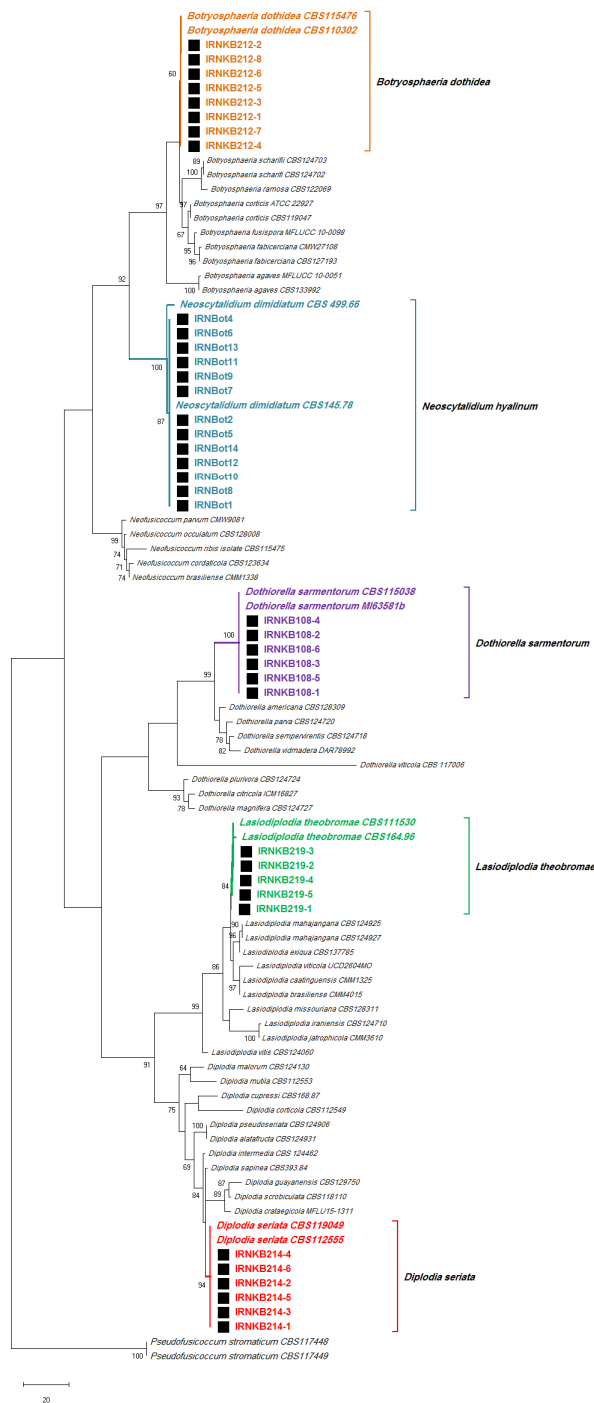 Botryosphaeria dothidea CBS115476
Botryosphaeria dothidea CBS110302
IRNKB212-2
IRNKB212-8
60
IRNKB212-6
Botryosphaeria dothidea
IRNKB212-5
IRNKB212-3
IRNKB212-1
IRNKB212-7
IRNKB212-4
89 Botryosphaeria scharifii CBS124703
100 Botryosphaeria scharifi CBS124702
Botryosphaeria ramosa CBS122069
97 Botryosphaeria corticis ATCC 22927
97 Botryosphaeria corticis CBS119047
67 Botryosphaeria fusispora MFLUCC 10-0098
95 Botryosphaeria fabicerciana CMW27108
96 Botryosphaeria fabicerciana CBS127193
92 Botryosphaeria agaves MFLUCC 10-0051
100 Botryosphaeria agaves CBS133992
Neoscytalidium dimidiatum CBS 499.66
IRNBot4
IRNBot6
IRNBot13
IRNBot11
100
IRNBot9
IRNBot7
Neoscytalidium dimidiatum CBS145.78
Neoscytalidium hyalinum
87
IRNBot2
IRNBot5
IRNBot14
IRNBot12
IRNBot10
IRNBot8
IRNBot1
Neofusicoccum parvum CMW9081
Neofusicoccum occulatum CBS128008
99
Neofusicoccum ribis isolate CBS115475
74
Neofusicoccum cordaticola CBS123634
71
74 Neofusicoccum brasiliense CMM1338
Dothiorella sarmentorum CBS115038
Dothiorella sarmentorum MI63581b
IRNKB108-4
100
IRNKB108-2
Dothiorella sarmentorum
IRNKB108-6
IRNKB108-3
99
IRNKB108-5
IRNKB108-1
Dothiorella americana CBS128309
Dothiorella parva CBS124720
78 Dothiorella sempervirentis CBS124718
82 Dothiorella vidmadera DAR78992
Dothiorella viticola CBS 117006
Dothiorella plurivora CBS124724
93 Dothiorella citricola ICM16827
78 Dothiorella magnifera CBS124727
Lasiodiplodia theobromae CBS111530
Lasiodiplodia theobromae CBS164.96
IRNKB219-3
IRNKB219-2
Lasiodiplodia theobromae
IRNKB219-4
84
IRNKB219-5
IRNKB219-1
90 Lasiodiplodia mahajangana CBS124925
96 Lasiodiplodia mahajangana CBS124927
Lasiodiplodia exiqua CBS137785
86 Lasiodiplodia viticola UCD2604MO
Lasiodiplodia caatinguensis CMM1325
97 Lasiodiplodia brasiliense CMM4015
99 Lasiodiplodia missouriana CBS128311
Lasiodiplodia iraniensis CBS124710
100 Lasiodiplodia jatrophicola CMM3610
Lasiodiplodia vitis CBS124060
91
64 Diplodia malorum CBS124130
Diplodia mutila CBS112553
Diplodia cupressi CBS168.87
75
Diplodia corticola CBS112549
100 Diplodia pseudoseriata CBS124906
Diplodia alatafructa CBS124931
69 Diplodia intermedia CBS 124462
Diplodia sapinea CBS393.84
87 Diplodia guayanensis CBS129750
84 89 Diplodia scrobiculata CBS118110
Diplodia crataegicola MFLU15-1311
Diplodia seriata CBS119049
Diplodia seriata CBS112555
IRNKB214-4
IRNKB214-6
Diplodia seriata
94
IRNKB214-2
IRNKB214-5
IRNKB214-3
IRNKB214-1
Pseudofusicoccum stromaticum CBS117448
100 Pseudofusicoccum stromaticum CBS117449
20